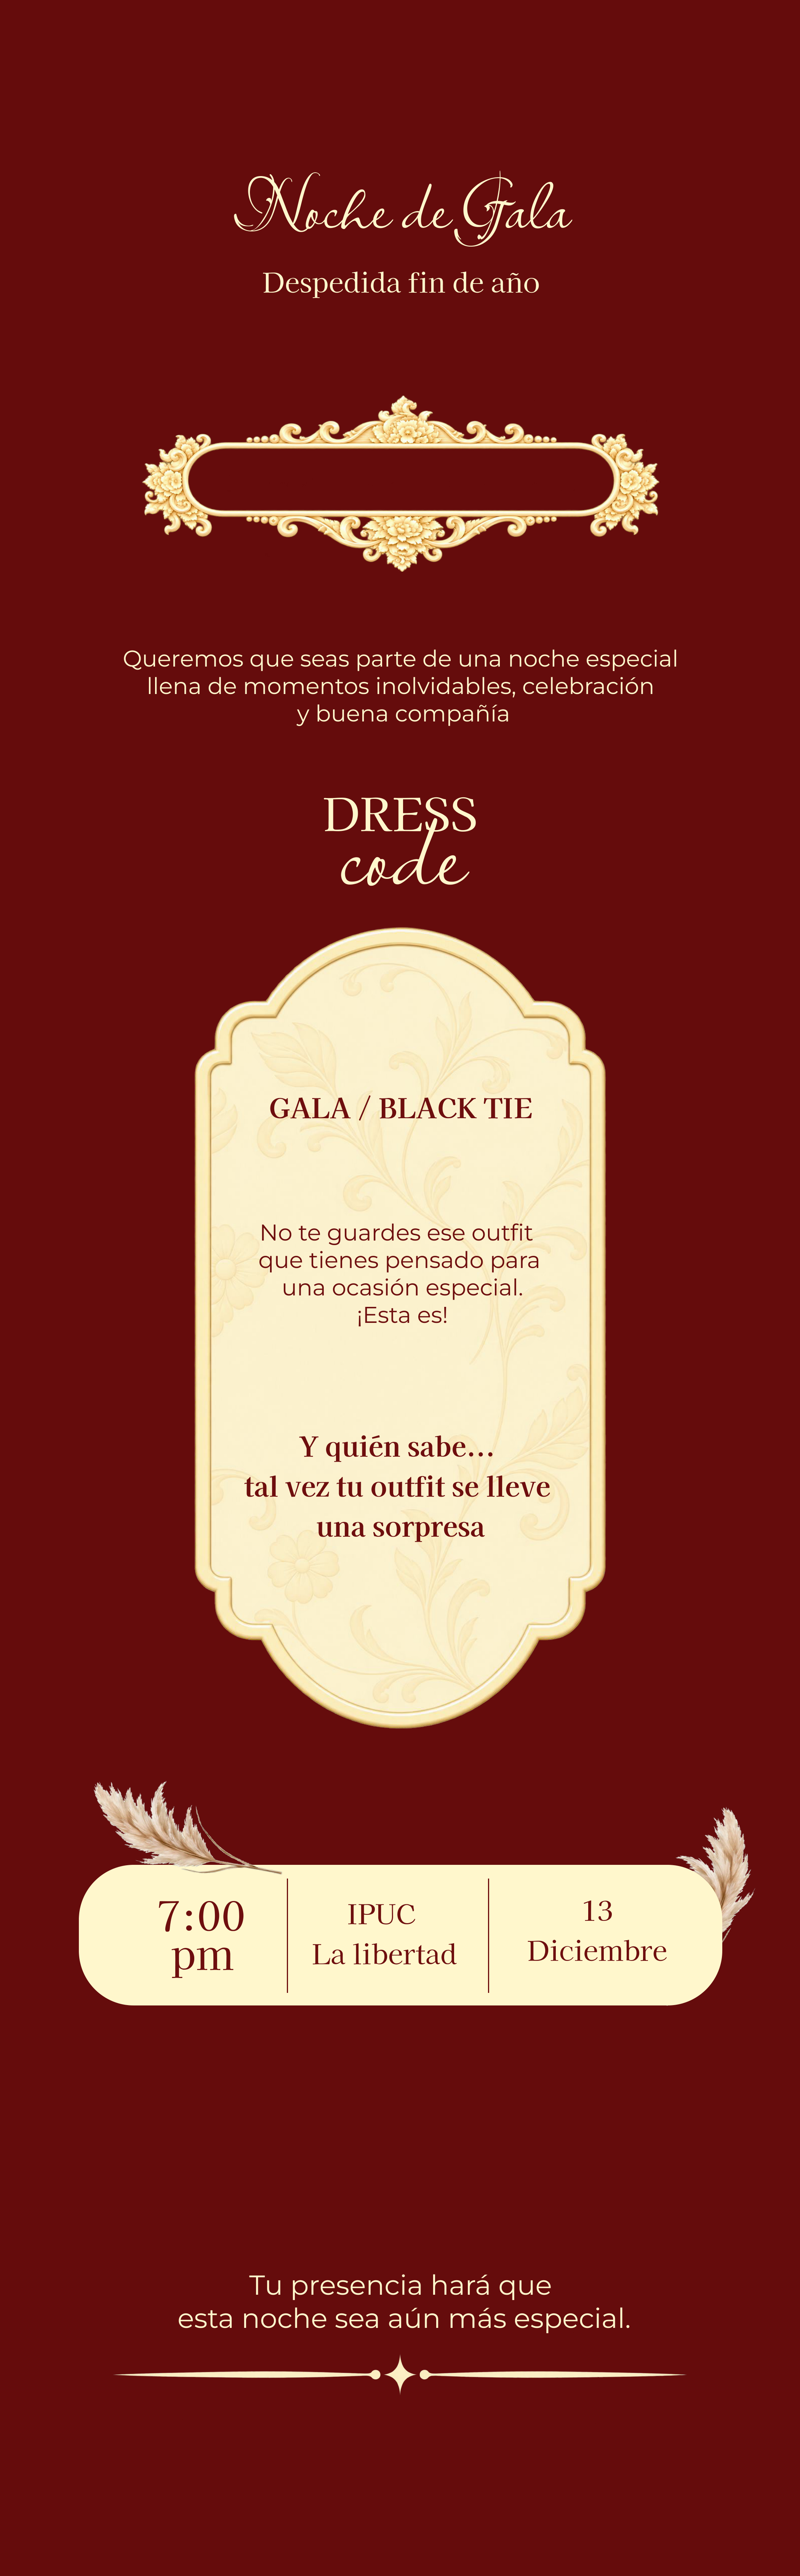 Noche de Gala
Despedida fin de año
Queremos que seas parte de una noche especial
llena de momentos inolvidables, celebración
y buena compañía
DRESS
code
GALA / BLACK TIE
No te guardes ese outfit
que tienes pensado para
una ocasión especial.
¡Esta es!
Y quién sabe...
tal vez tu outfit se lleve
una sorpresa
7:00
pm
IPUC
La libertad
13
Diciembre
Tu presencia hará que
esta noche sea aún más especial.